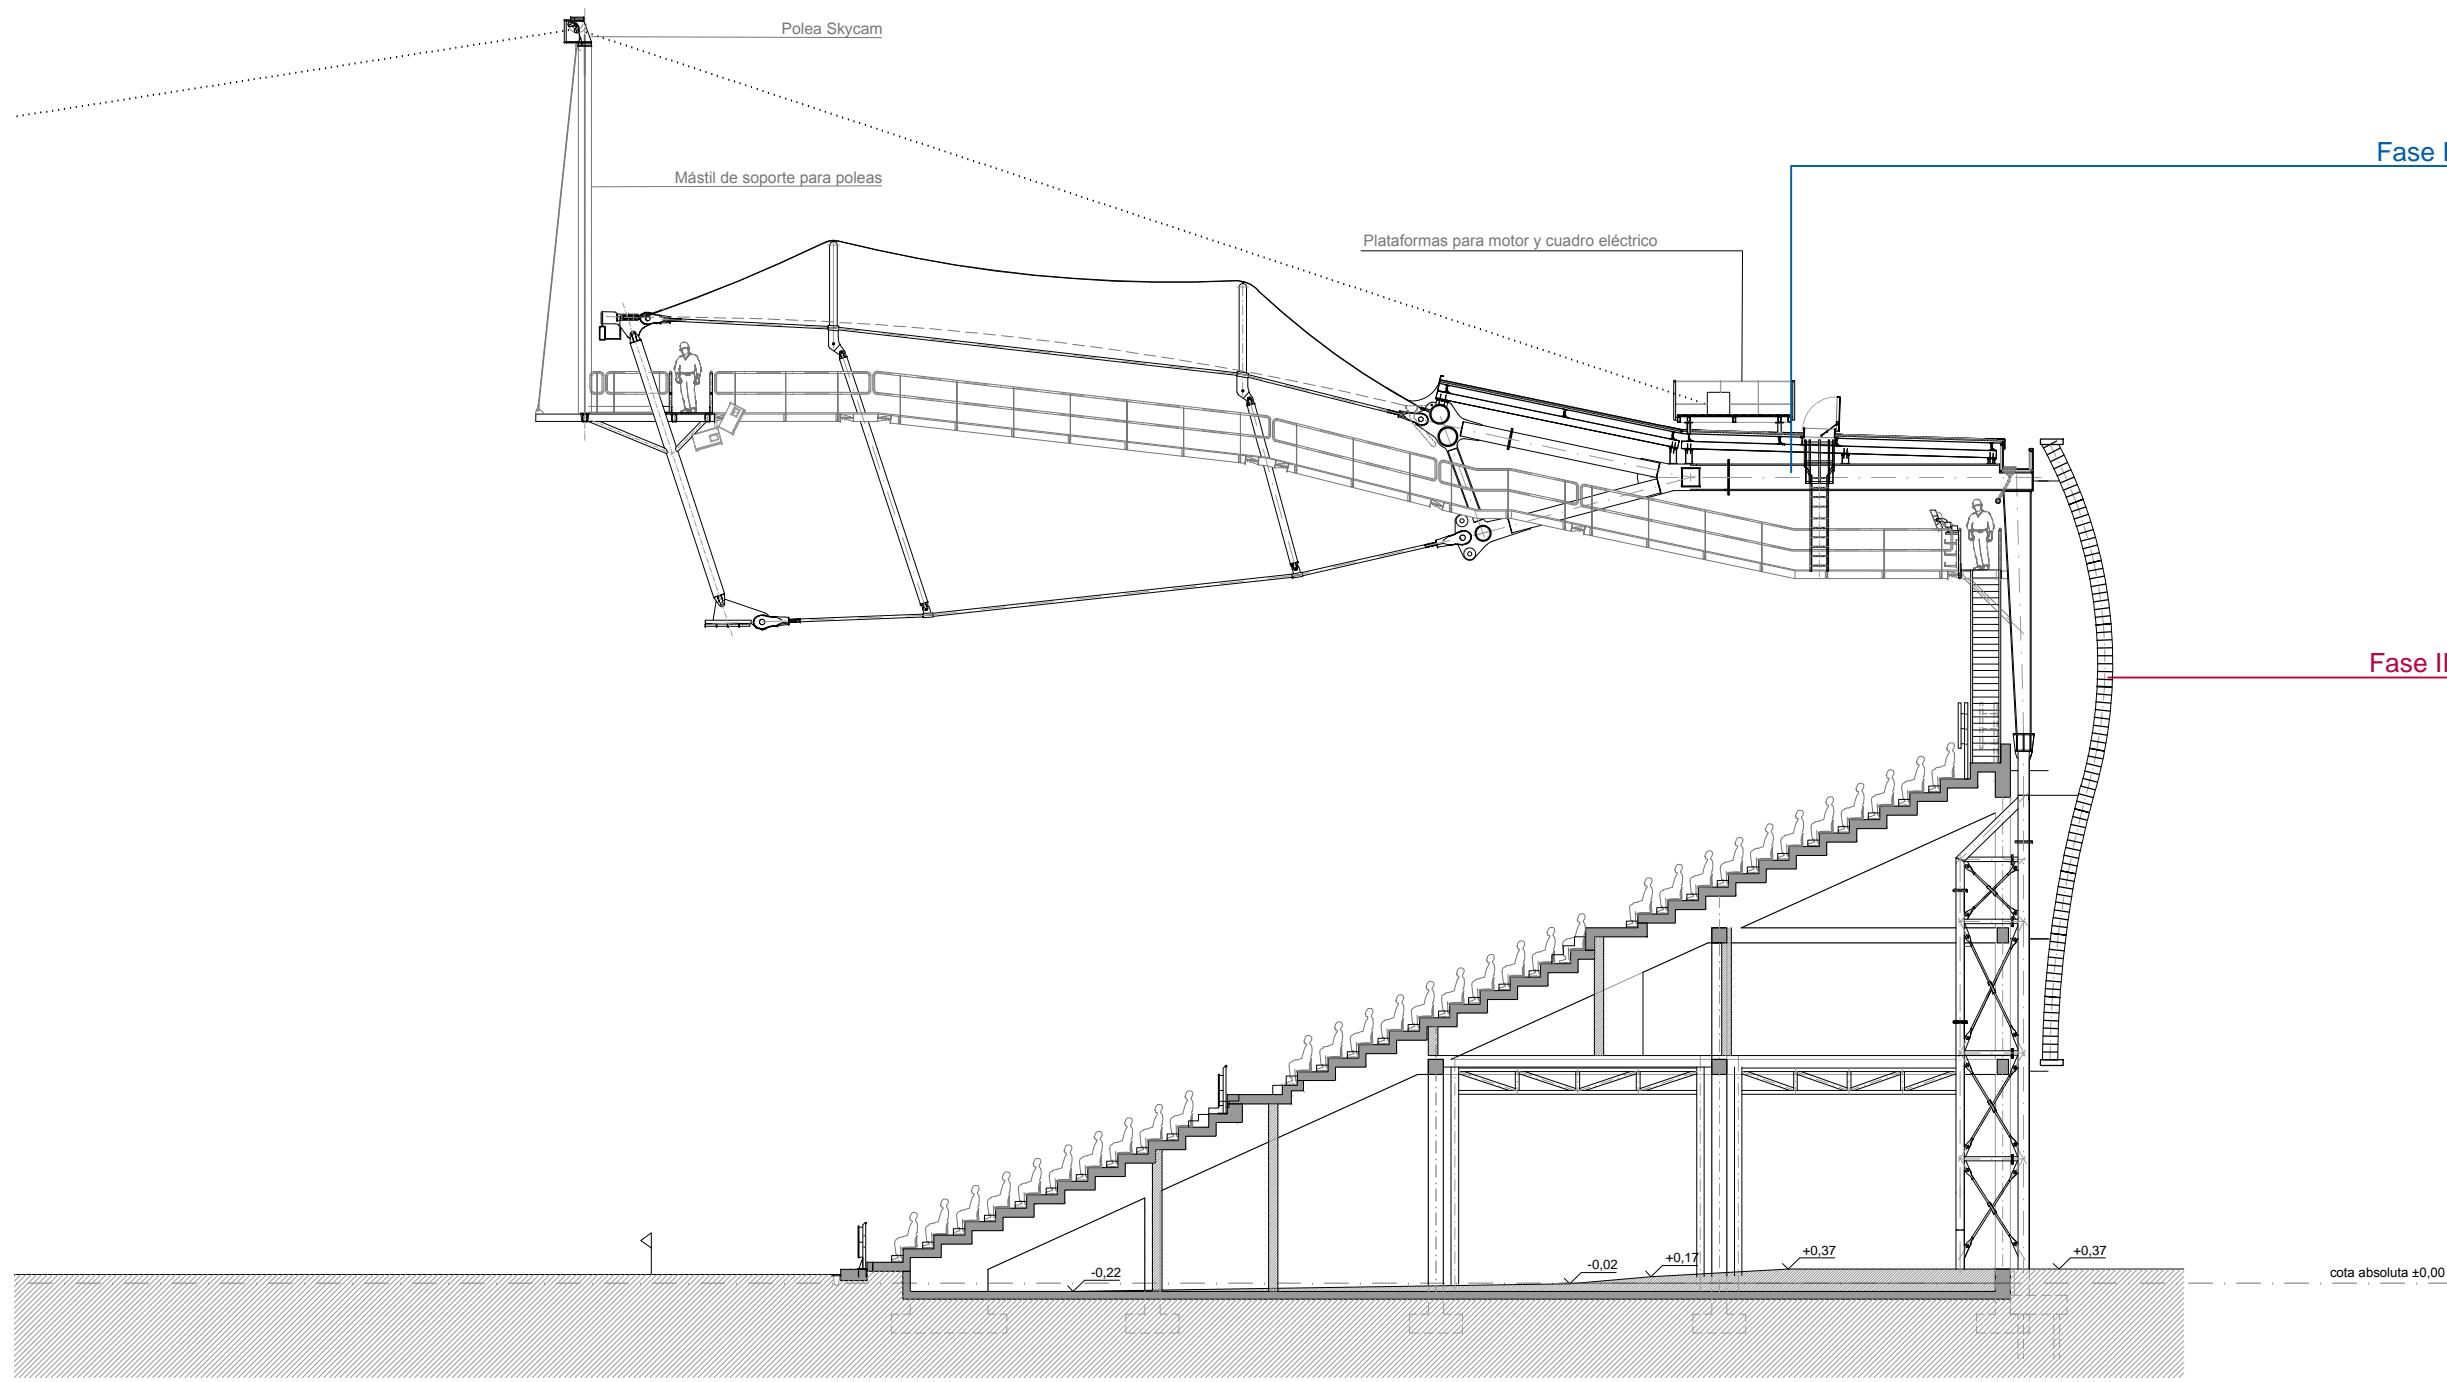 Polea Skycam
Fase I
Mástil de soporte para poleas
Plataformas para motor y cuadro eléctrico
Fase II
-0,22
-0,02
+0,17
+0,37
+0,37
cota absoluta ±0,00